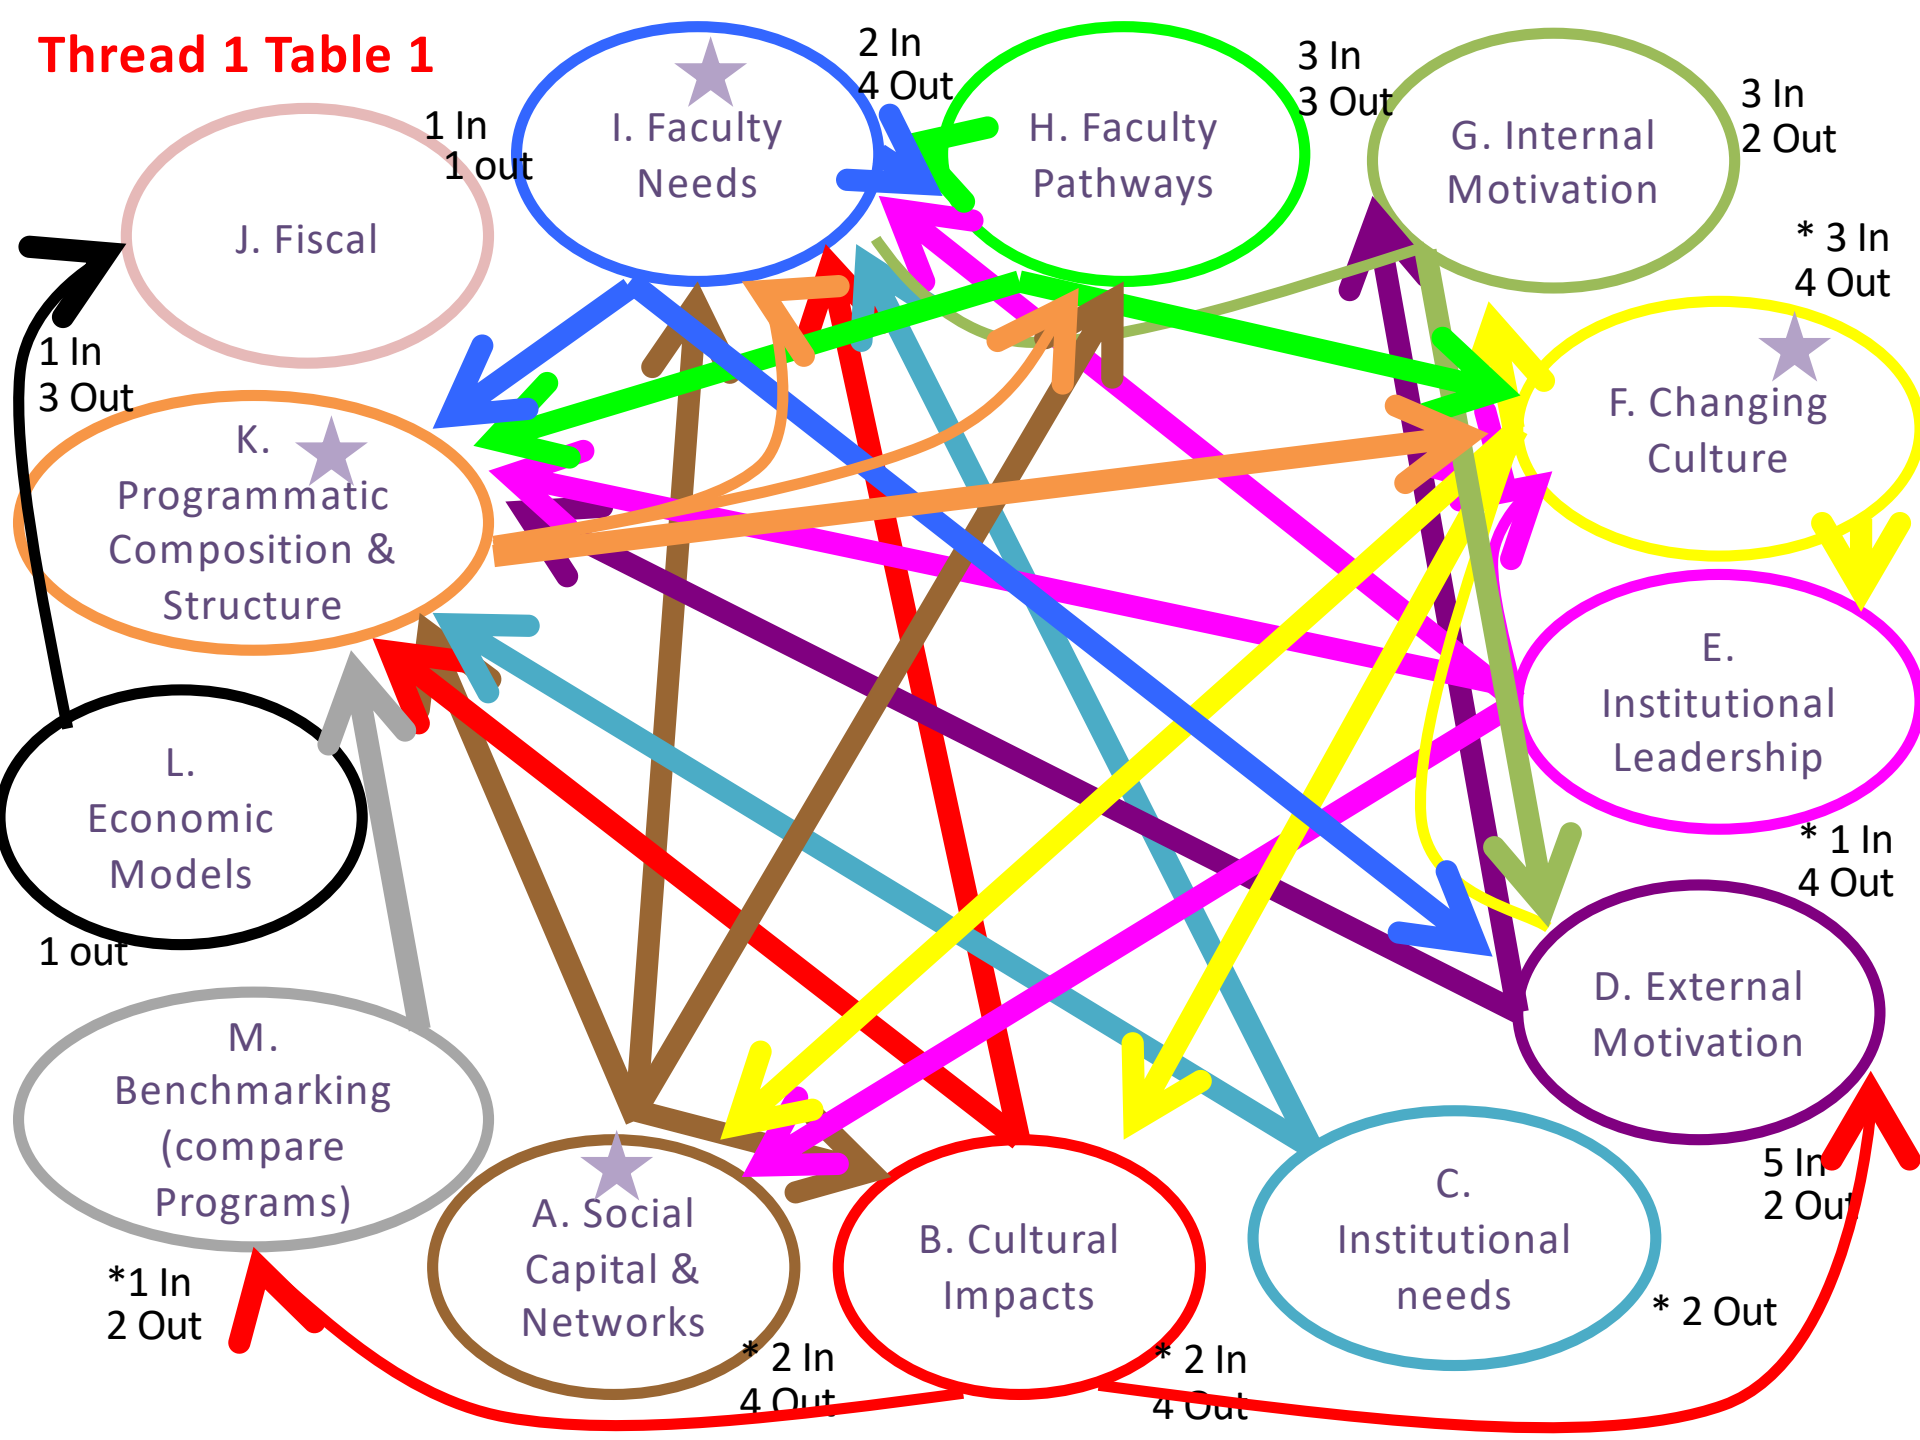 Thread 1 Table 1
2 In
4 Out
3 In
3 Out
3 In
2 Out
1 In
1 out
I. Faculty
Needs
H. Faculty
Pathways
G. Internal
Motivation
J. Fiscal
* 3 In
4 Out
1 In
3 Out
K.
Programmatic
Composition &
Structure
F. Changing
Culture
E.
Institutional
Leadership
L.
Economic
Models
* 1 In
4 Out
1 out
D. External
Motivation
M.
Benchmarking
(compare
Programs)
5 In
2 Out
A. Social
Capital &
Networks
B. Cultural
Impacts
C.
Institutional
needs
*1 In
2 Out
* 2 In
4 Out
* 2 In
4 Out
* 2 Out